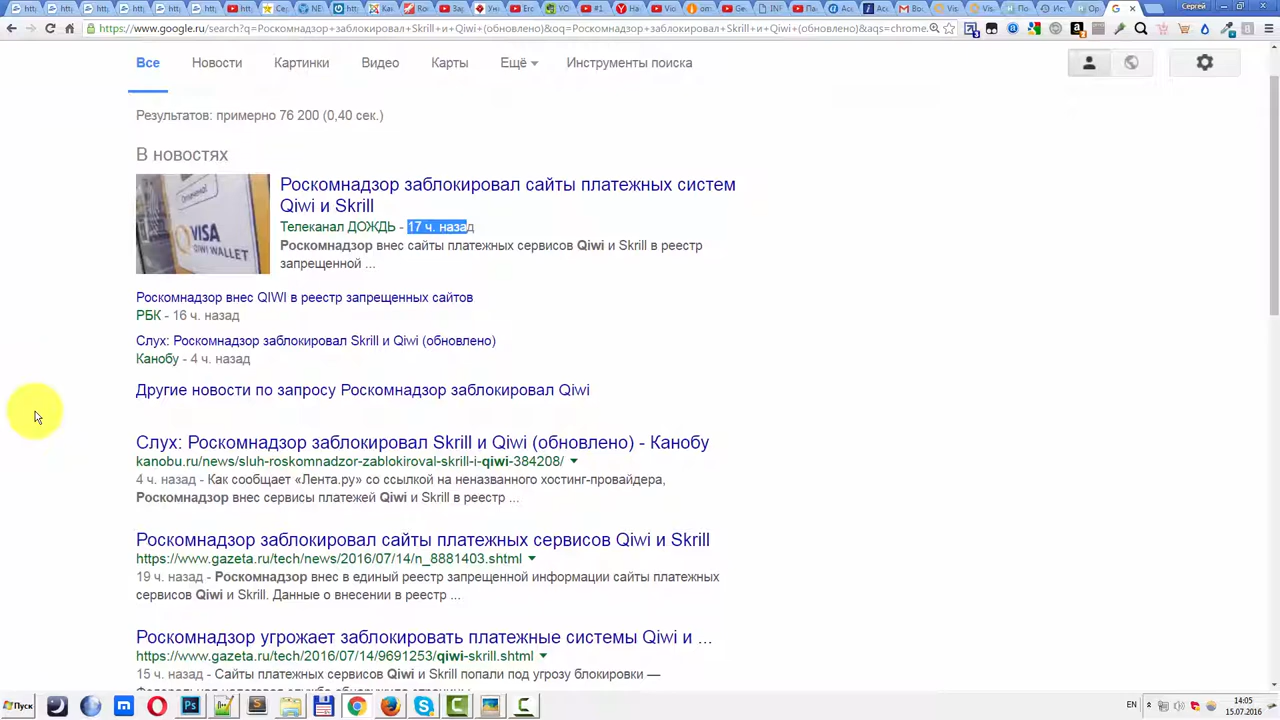 Сергей
https://www.google.ru/search?q=Роскомнадзор+заблокировал+Skrill+и+Qiwi+(обновлено)&oq=Роскомнадзор+заблокировал+Skrill+и+Qiwi+(обновлено)&aqs=chrome.
Все Новости Картинки Видео Карты Ещё Инструменты поиска
Результатов: примерно 76 200 (0,40 сек.)
В новостях
Роскомнадзор заблокировал сайты платежных систем
Qiwi и Skrill
Телеканал ДОЖДЬ - 17 ч. назад
Роскомнадзор внес сайты платежных сервисов Qiwi и Skrill в реестр
запрещенной ...
VISA
QIWI WALLET
Роскомнадзор внес QIWI в реестр запрещенных сайтов
РБК - 16 ч. назад
Слух: Роскомнадзор заблокировал Skrill и Qiwi (обновлено)
Канобу - 4 ч. назад
Другие новости по запросу Роскомнадзор заблокировал Qiwi
Слух: Роскомнадзор заблокировал Skrill и Qiwi (обновлено) - Канобу
kanobu.ru/news/sluh-roskomnadzor-zablokiroval-skrill-i-qiwi-384208/
4 ч. назад - Как сообщает «Лента.ру» со ссылкой на неназванного хостинг-провайдера,
Роскомнадзор внес сервисы платежей Qiwi и Skrill в реестр ...
Роскомнадзор заблокировал сайты платежных сервисов Qiwi и Skrill
https://www.gazeta.ru/tech/news/2016/07/14/n_8881403.shtml
19 ч. назад - Роскомнадзор внес в единый реестр запрещенной информации сайты платежных
сервисов Qiwi и Skrill. Данные о внесении в реестр ...
Роскомнадзор угрожает заблокировать платежные системы Qiwi и ...
https://www.gazeta.ru/tech/2016/07/14/9691253/qiwi-skrill.shtml
15 ч. назад - Сайты платежных сервисов Qiwi и Skrill попали под угрозу блокировки —
Пуск
EN
14:05
15.07.2016